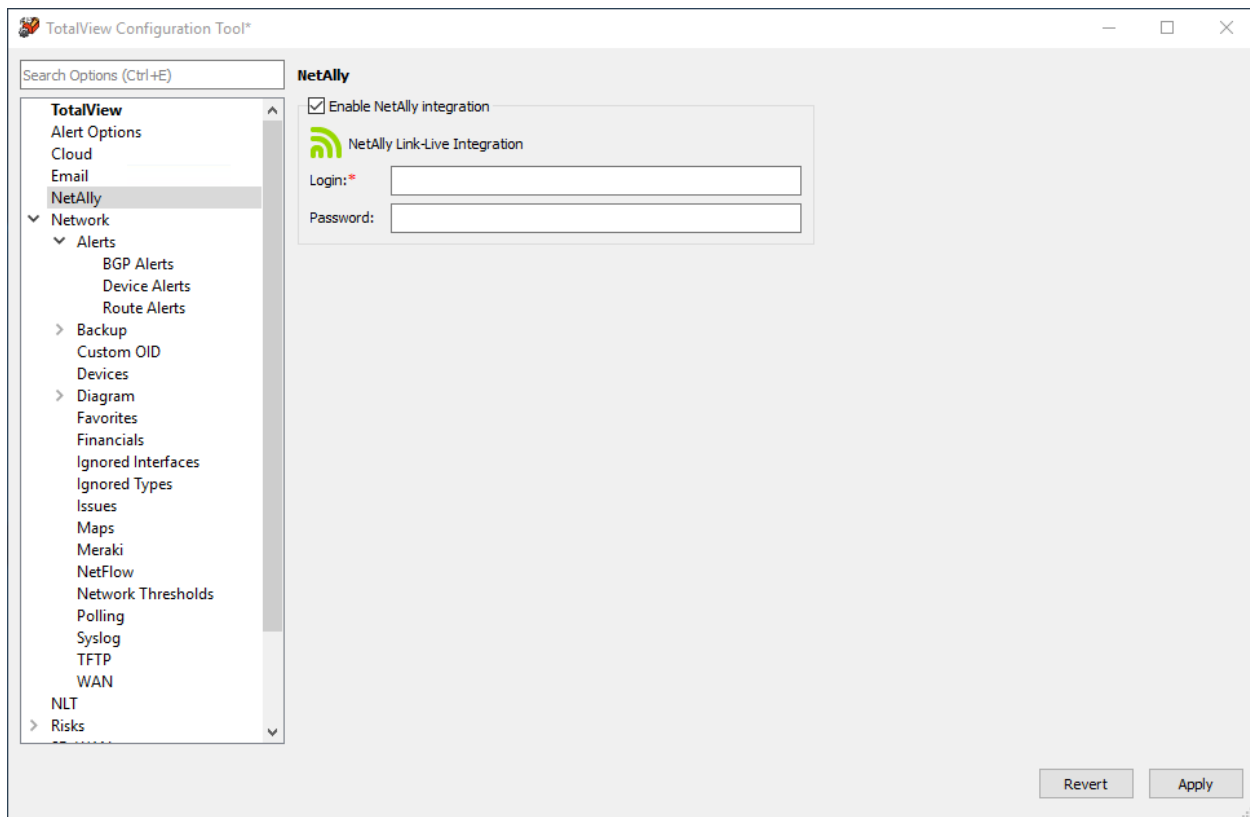 TotalView Configuration Tool*
Search Options (Ctrl+E)
TotalView
Alert Options
Cloud
Email
NetAlly
Network
Alerts
BGP Alerts
Device Alerts
Route Alerts
Backup
Custom OID
Devices
Diagram
Favorites
Financials
Ignored Interfaces
Ignored Types
Issues
Maps
Meraki
NetFlow
Network Thresholds
Polling
Syslog
TFTP
WAN
NLT
Risks
NetAlly
Enable NetAlly integration
NetAlly Link-Live Integration
Login:*
Password:
Revert
Apply